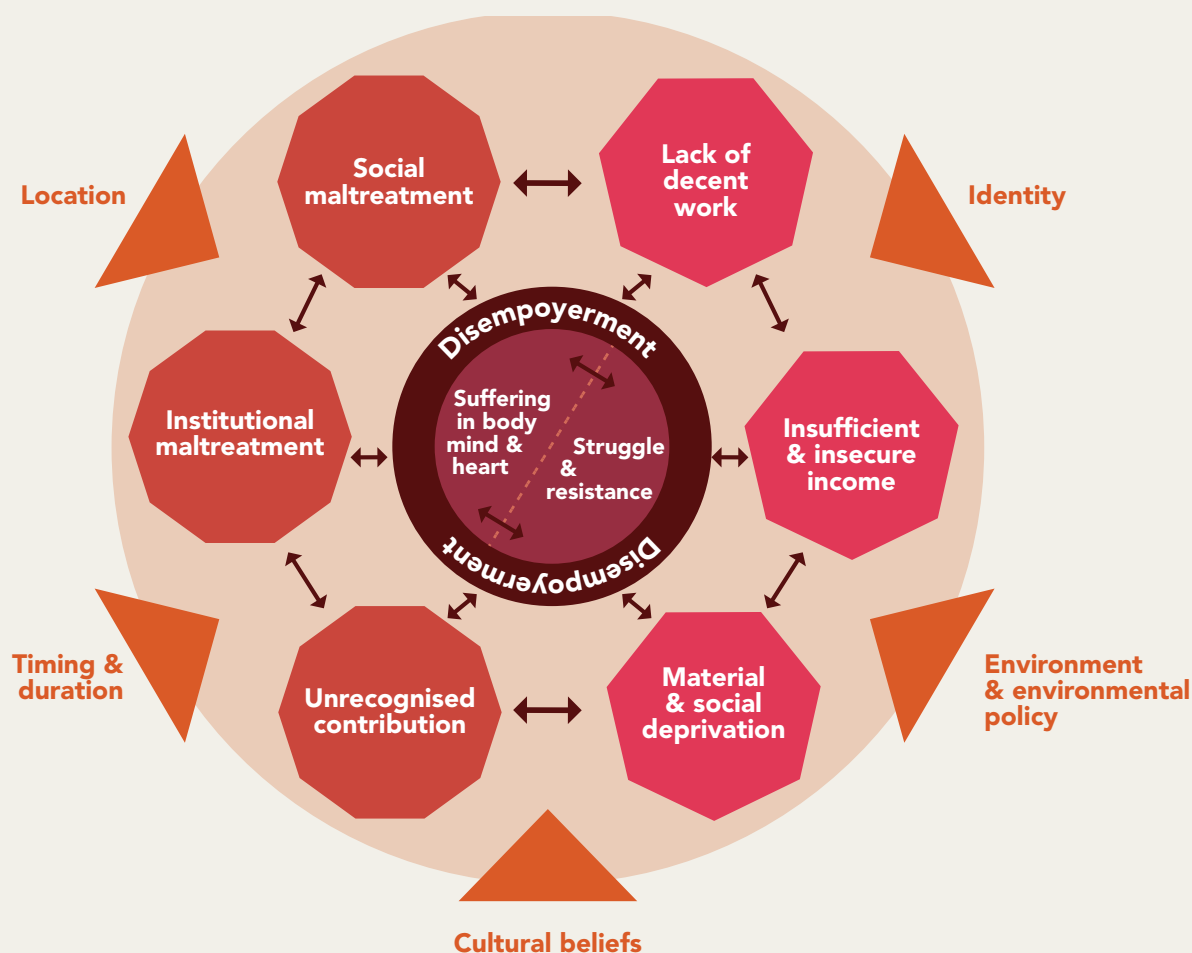 Social
maltreatment
Lack of
decent
work
Location
Identity
Disempoyerment
Suffering
in body
mind &
heart
Struggle
&
resistance
Institutional
maltreatment
Insufficient
& insecure
income
Disempoyerment
Timing &
duration
Unrecognised
contribution
Material
& social
deprivation
Environment
& environmental
policy
Cultural beliefs